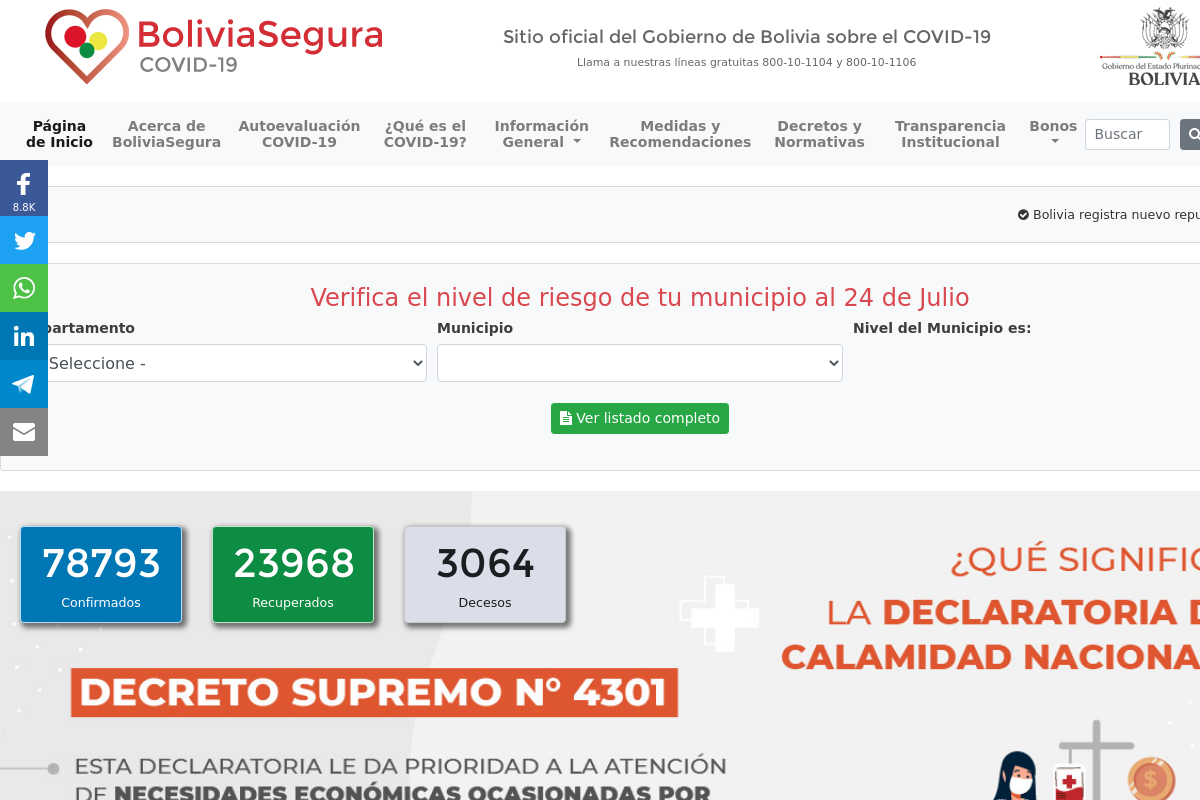 BoliviaSegura
COVID-19
Sitio oficial del Gobierno de Bolivia sobre el COVID-19
Llama a nuestras líneas gratuitas 800-10-1104 y 800-10-1106
Gobierno del Estado Plurinac
BOLIVIA
Página de Inicio
Acerca de BoliviaSegura
Autoevaluación COVID-19
¿Qué es el COVID-19?
Información General
Medidas y Recomendaciones
Decretos y Normativas
Transparencia Institucional
Bonos
Buscar
8.8K
Bolivia registra nuevo repu
Verifica el nivel de riesgo de tu municipio al 24 de Julio
partamento
Municipio
Nivel del Municipio es:
Seleccione -
Ver listado completo
78793
Confirmados
23968
Recuperados
3064
Decesos
¿QUÉ SIGNIFIC
LA DECLARATORIA D
CALAMIDAD NACIONA
DECRETO SUPREMO N° 4301
ESTA DECLARATORIA LE DA PRIORIDAD A LA ATENCIÓN
DE NECESIDADES ECONÓMICAS OCASIONADAS POR